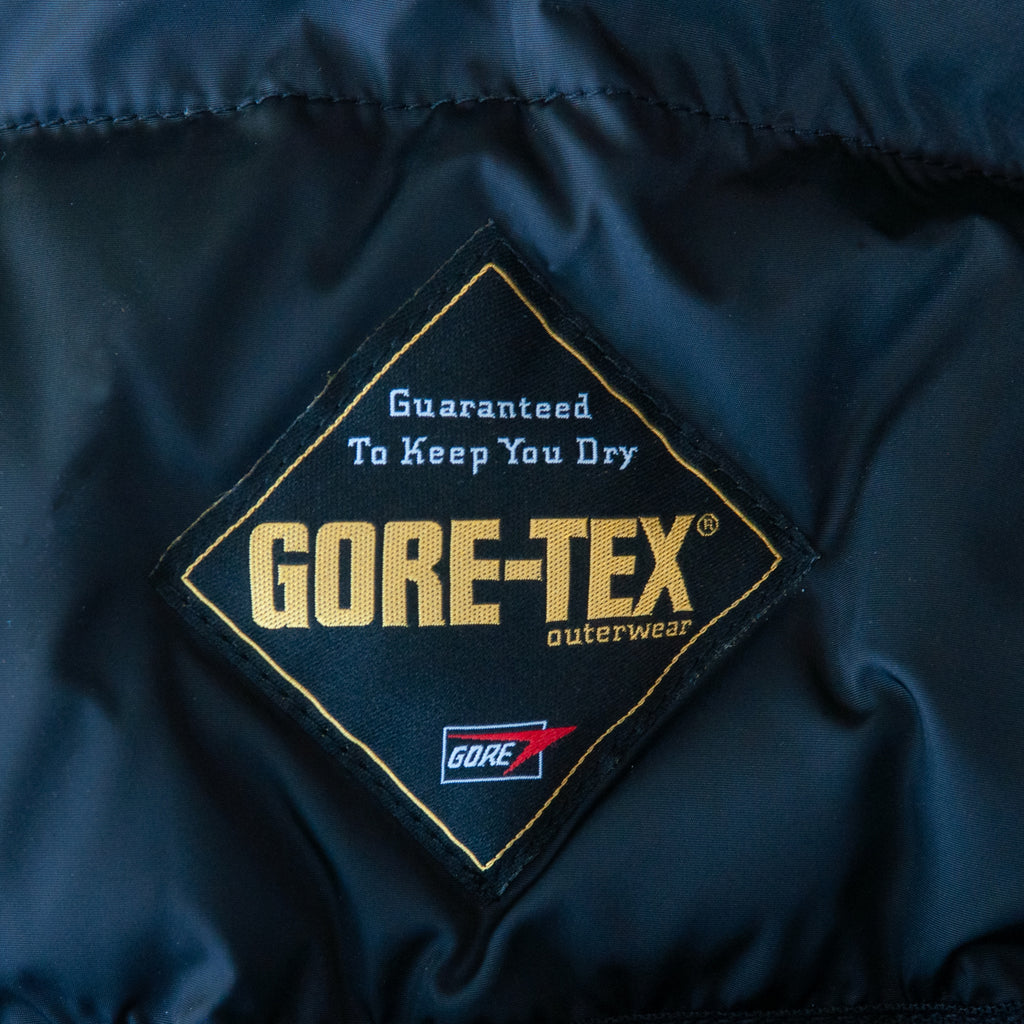 Guaranteed
To Keep You Dry
GORE-TEX®
outerwear
GORE